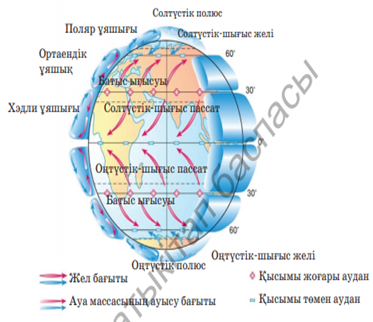 Солтүстік полюс
Поляр ұяшығы
Солтүстік-шығыс желі
Ортаендік
ұяшық
60'
Батыс ығысуы
30'
Хэдли ұяшығы
Солтүстік-шығыс пассат
0'
Оңтүстік-шығыс пассат
30'
Батыс ығысуы
60'
Оңтүстік-шығыс желі
Оңтүстік полюс
Жел бағыты
Қысымы жоғары аудан
Ауа массасының ауысу бағыты
Қысымы төмен аудан
баспасы